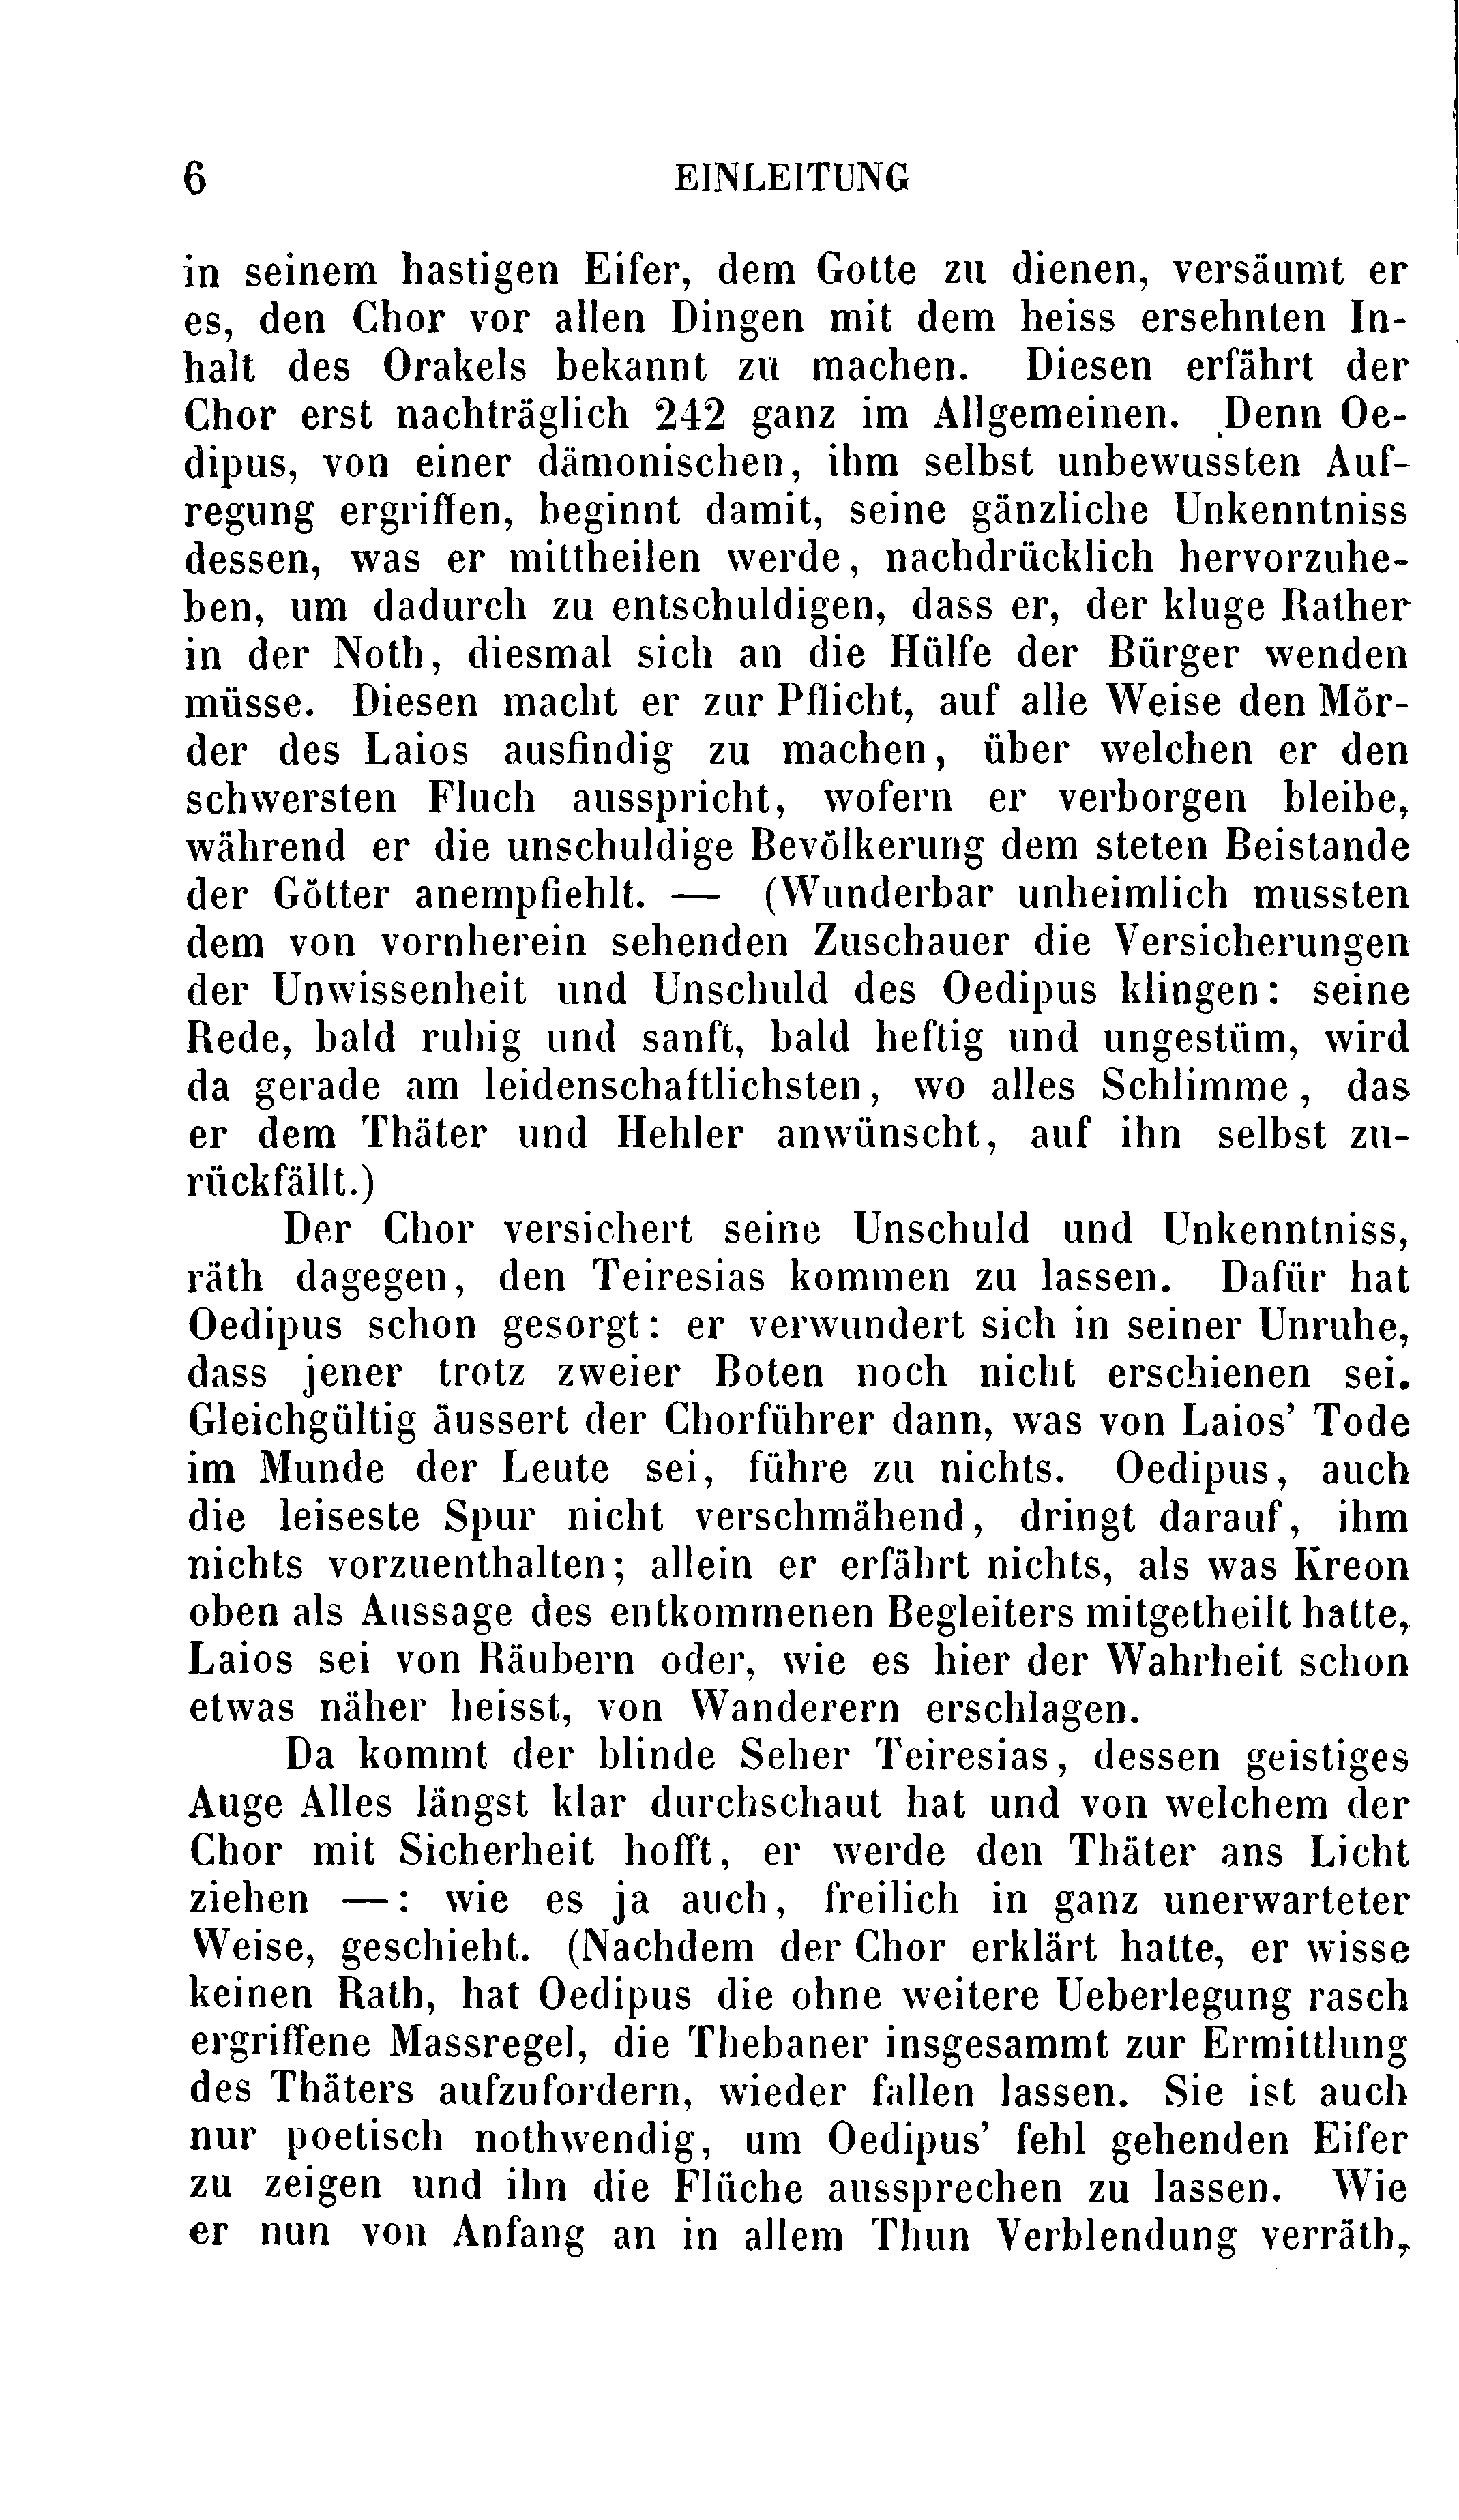 6 EINLEITUNG
in seinem hastigen Eifer, dem Gotte zu dienen, versäumt er
es, den Chor vor allen Dingen mit dem heiss ersehnten In-
halt des Orakels bekannt zu machen. Diesen erfährt der
Chor erst nachträglich 242 ganz im Allgemeinen. Denn Oe-
dipus, von einer dämonischen, ihm selbst unbewussten Auf-
regung ergriffen, beginnt damit, seine gänzliche Unkenntniss
dessen, was er mittheilen werde, nachdrücklich hervorzuhe-
ben, um dadurch zu entschuldigen, dass er, der kluge Rather
in der Noth, diesmal sich an die Hülfe der Bürger wenden
müsse. Diesen macht er zur Pflicht, auf alle Weise den Mör-
der des Laios ausfindig zu machen, über welchen er den
schwersten Fluch ausspricht, wofern er verborgen bleibe,
während er die unschuldige Bevölkerung dem steten Beistande
der Götter anempfiehlt. — (Wunderbar unheimlich mussten
dem von vornherein sehenden Zuschauer die Versicherungen
der Unwissenheit und Unschuld des Oedipus klingen: seine
Rede, bald ruhig und sanft, bald heftig und ungestüm, wird
da gerade am leidenschaftlichsten, wo alles Schlimme, das
er dem Thäter und Hehler anwünscht, auf ihn selbst zu-
rückfällt.)
Der Chor versichert seine Unschuld und Unkenntniss,
räth dagegen, den Teiresias kommen zu lassen. Dafür hat
Oedipus schon gesorgt: er verwundert sich in seiner Unruhe,
dass jener trotz zweier Boten noch nicht erschienen sei.
Gleichgültig äussert der Chorführer dann, was von Laios' Tode
im Munde der Leute sei, führe zu nichts. Oedipus, auch
die leiseste Spur nicht verschmähend, dringt darauf, ihm
nichts vorzuenthalten; allein er erfährt nichts, als was Kreon
oben als Aussage des entkommenen Begleiters mitgetheilt hatte,
Laios sei von Räubern oder, wie es hier der Wahrheit schon
etwas näher heisst, von Wanderern erschlagen.
Da kommt der blinde Seher Teiresias, dessen geistiges
Auge Alles längst klar durchschaut hat und von welchem der
Chor mit Sicherheit hofft, er werde den Thäter ans Licht
ziehen —: wie es ja auch, freilich in ganz unerwarteter
Weise, geschieht. (Nachdem der Chor erklärt hatte, er wisse
keinen Rath, hat Oedipus die ohne weitere Ueberlegung rasch
ergriffene Massregel, die Thebaner insgesammt zur Ermittlung
des Thäters aufzufordern, wieder fallen lassen. Sie ist auch
nur poetisch nothwendig, um Oedipus' fehl gehenden Eifer
zu zeigen und ihn die Flüche aussprechen zu lassen. Wie
er nun von Anfang an in allem Thun Verblendung verräth,